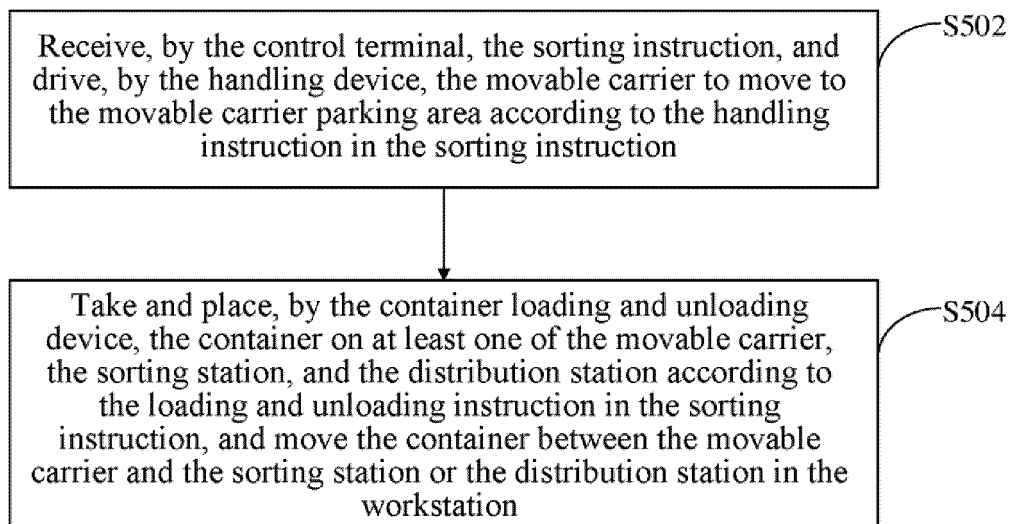 Receive, by the control terminal, the sorting instruction, and
drive, by the handling device, the movable carrier to move to
the movable carrier parking area according to the handling
instruction in the sorting instruction
S502
Take and place, by the container loading and unloading
device, the container on at least one of the movable carrier,
the sorting station, and the distribution station according to
the loading and unloading instruction in the sorting
instruction, and move the container between the movable
carrier and the sorting station or the distribution station in the
workstation
S504